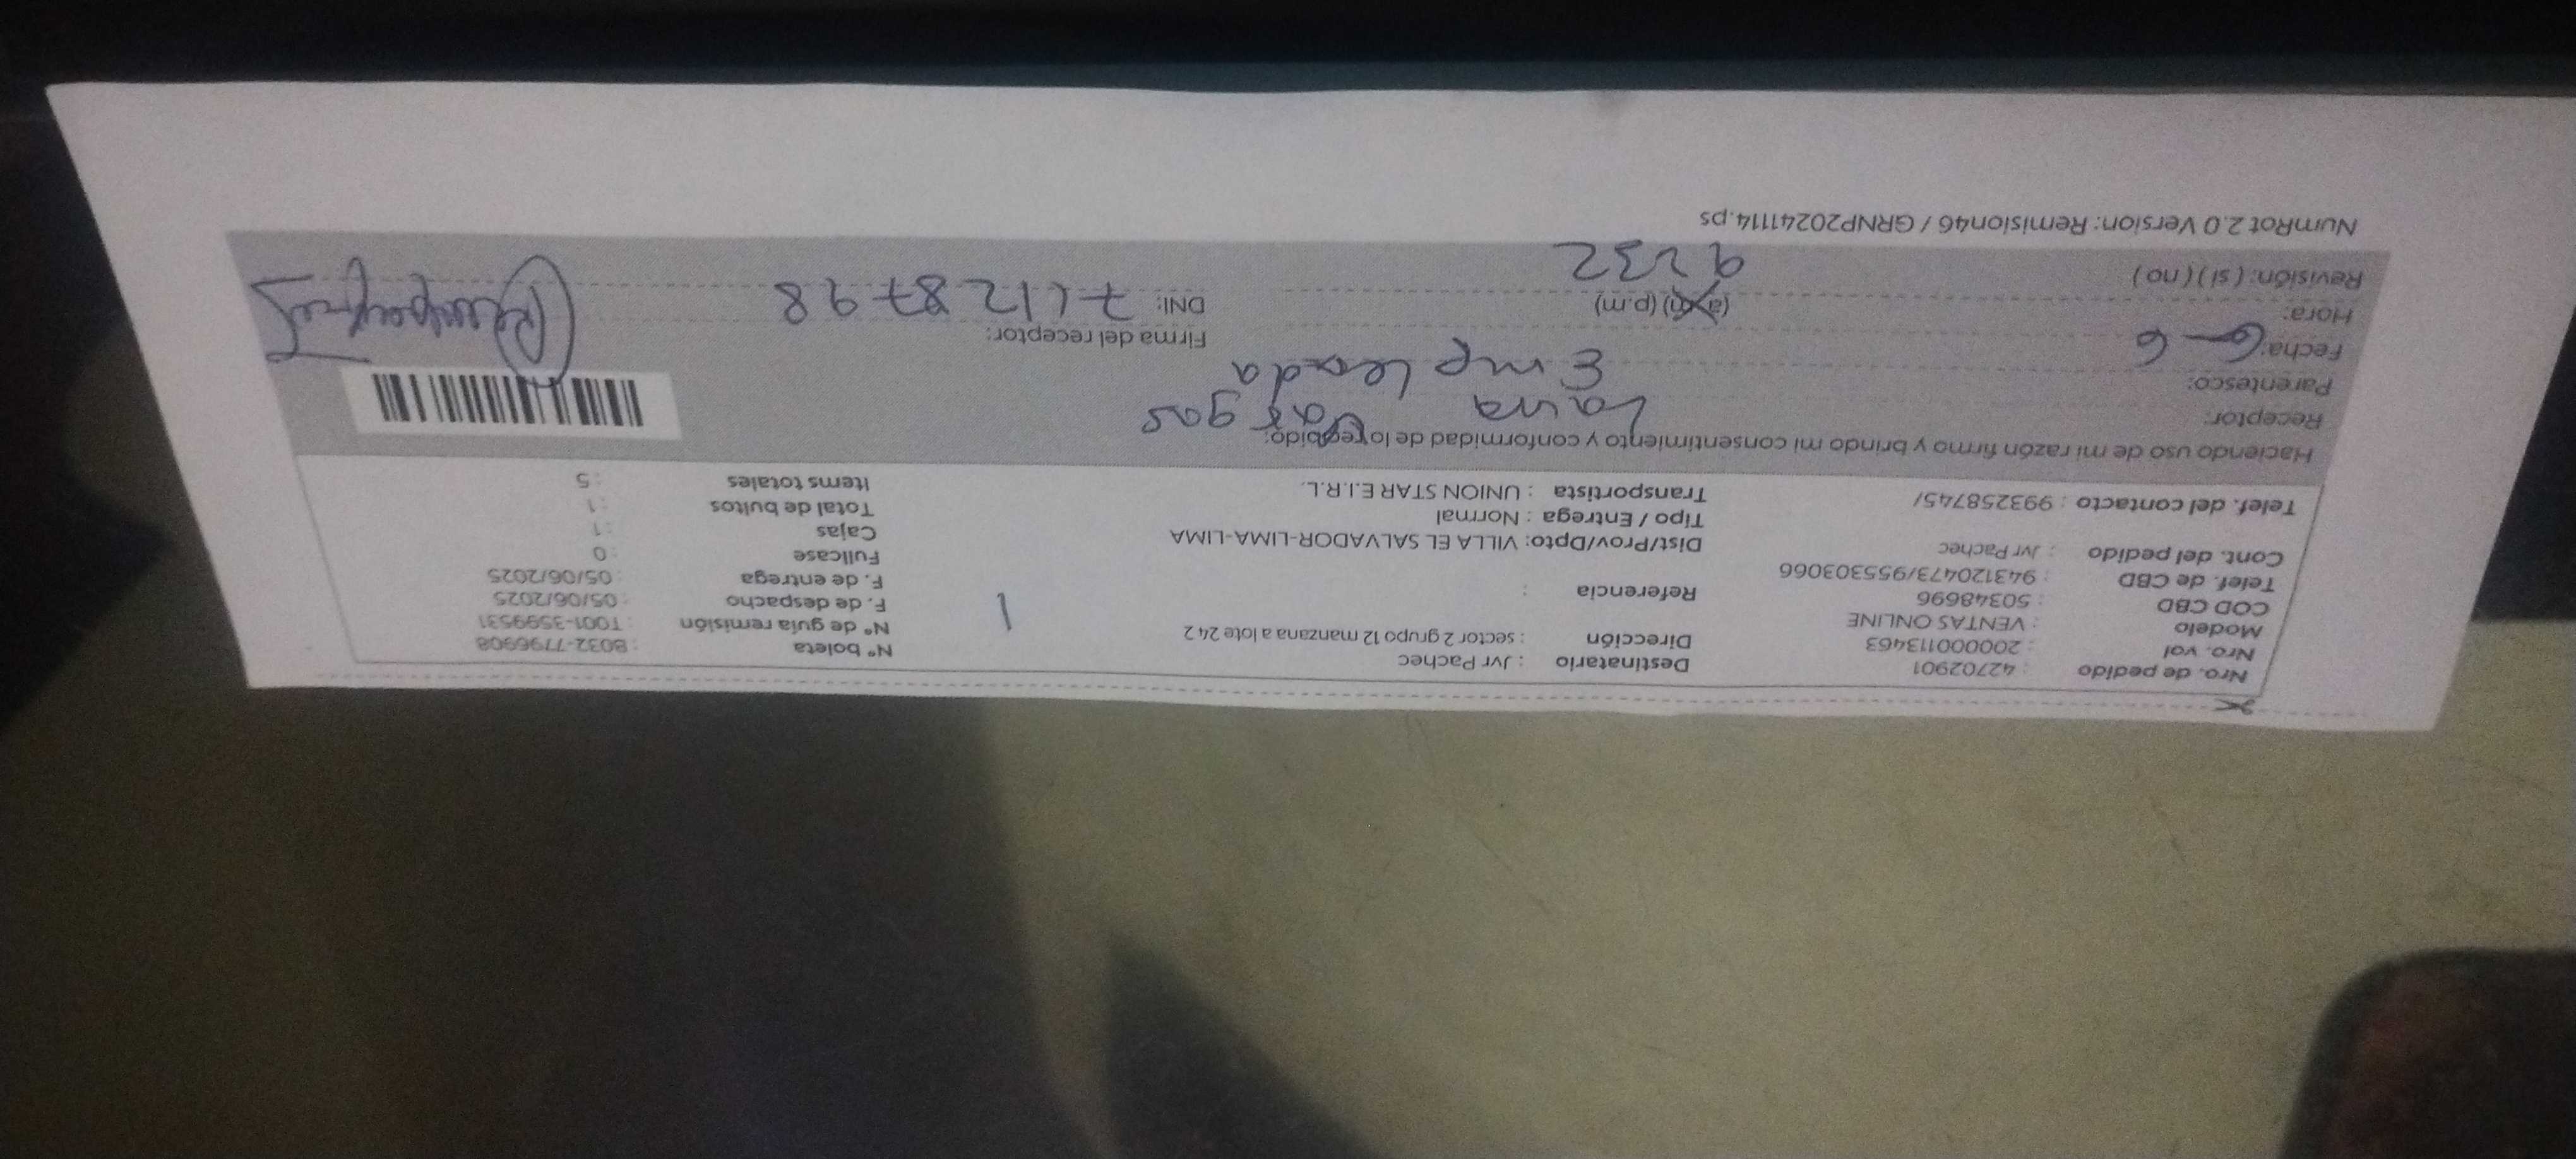 Nro. de pedido : 42702901 Destinatario : Jvr Pachec Nº boleta : B032-7796908
Nro. vol : 2000000113463 Dirección : sector 2 grupo 12 manzana a lote a 24 2 Nº de guía remisión : T001-3599531
Modelo : VENTAS ONLINE F. de despacho : 05/06/2025
COD CBD : 50348696 Referencia : F. de entrega : 05/06/2025
Telef. de CBD : 943120473/955303066 Fullcase : 0
Cont. del pedido : Jvr Pachec Dist/Prov/Dpto: VILLA EL SALVADOR-LIMA-LIMA Cajas : 1
Tipo / Entrega : Normal Total de bultos : 1
Telef. del contacto : 993258745/ Transportista : UNION STAR E.I.R.L. Items totales : 5
1
Haciendo uso de mi razón firmo y brindo mi consentimiento y conformidad de lo recibido:
Receptor: Laura Vargas
Parentesco: Empleada
Fecha: 6-6 Firma del receptor:
Hora: (a.m) (p.m) DNI:
Revisión: ( si ) ( no ) 9232
NumRot 2.0 Version: Remision46 / GRNP20241114.ps